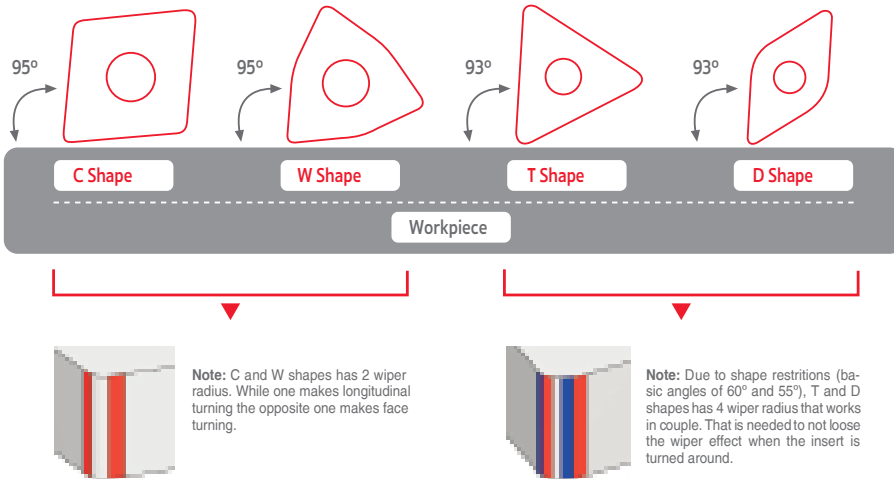 95º
95º
93º
93º
C Shape
W Shape
T Shape
D Shape
Workpiece
Note: C and W shapes has 2 wiper
radius. While one makes longitudinal
turning the opposite one makes face
turning.
Note: Due to shape restritions (ba-
sic angles of 60º and 55º), T and D
shapes has 4 wiper radius that works
in couple. That is needed to not loose
the wiper effect when the insert is
turned around.